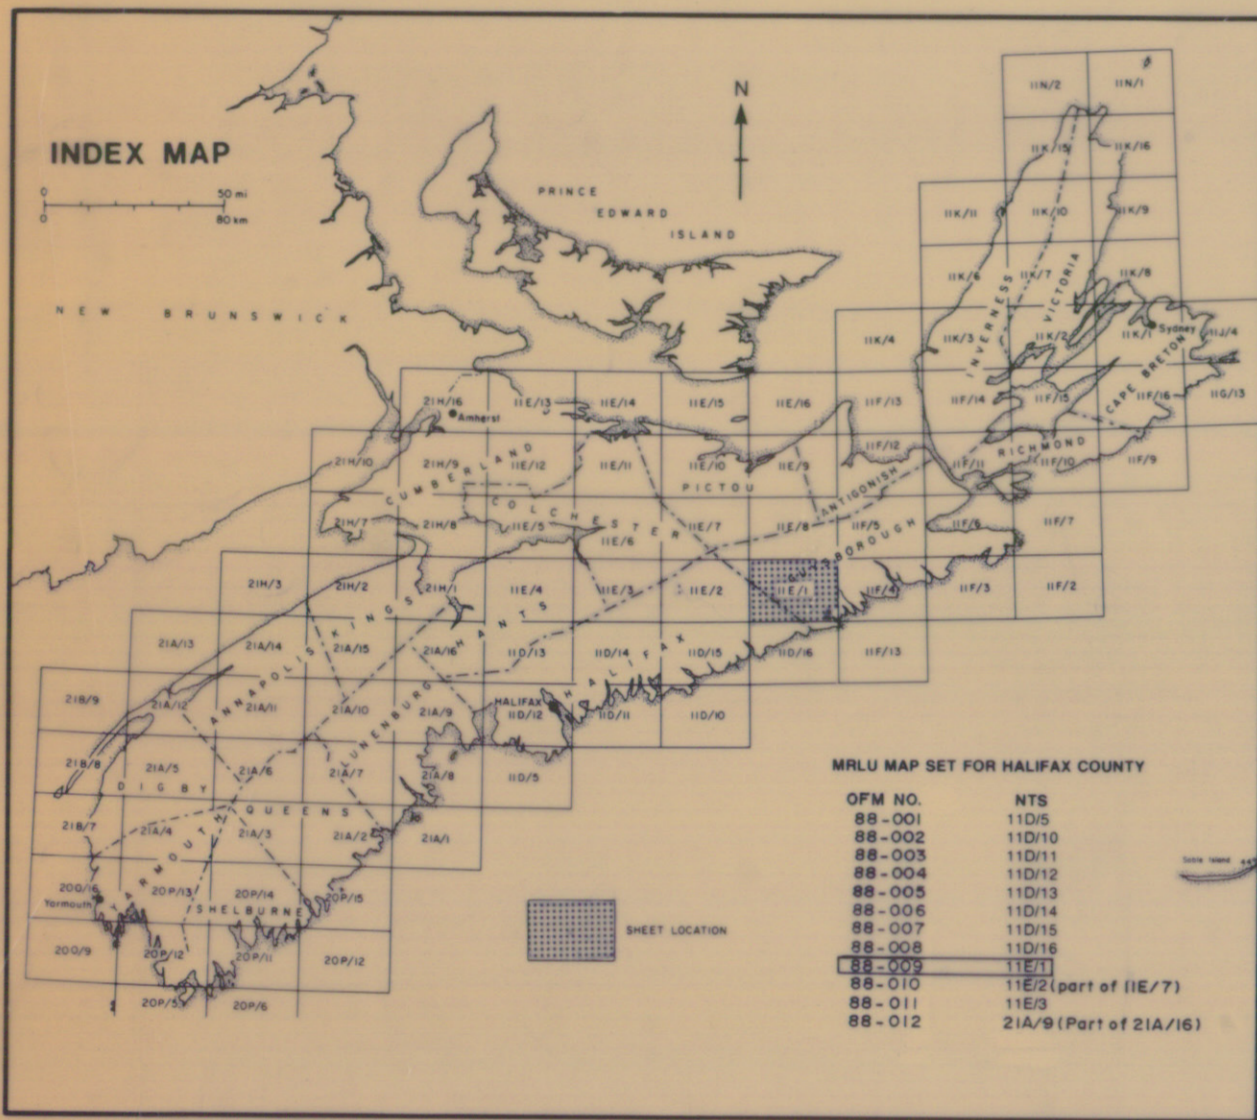 INDEX MAP
0 50 mi
0 80 km
N
PRINCE
EDWARD
ISLAND
NEW BRUNSWICK
11N/2 11N/1
11K/15 11K/16
11K/11 11K/10 11K/9
11K/6 11K/7 11K/8
INVERNESS
VICTORIA
11K/4 11K/3 11K/2 11K/1 Sydney 11J/4
CAPE BRETON
21H/16 11E/13 11E/14 11E/15 11E/16 11F/13 11F/14 11F/15 11F/16 11G/13
Amherst
21H/10 21H/9 11E/12 11E/11 11E/10 11E/9 11F/12 11F/11 11F/10 11F/9
RICHMOND
CUMBERLAND
PICTOU
ANTIGONISH
COLCHESTER
21H/7 21H/8 11E/5 11E/6 11E/7 11E/8 11F/5 11F/6 11F/7
GUYSBOROUGH
21H/3 21H/2 21H/1 11E/4 11E/3 11E/2 11E/1 11F/4 11F/3 11F/2
KINGS
HANTS
21A/13 21A/14 21A/15 21A/16 11D/13 11D/14 11D/15 11D/16 11F/13
ANNAPOLIS
LUNENBURG
HALIFAX
21B/9 21A/12 21A/11 21A/10 21A/9 HALIFAX 11D/12 11D/11 11D/10
21B/8 21A/5 21A/6 21A/7 21A/8 11D/5
DIGBY
QUEENS
21B/7 21A/4 21A/3 21A/2 21A/1
YARMOUTH
20O/16 20P/13 20P/14 20P/15
Yarmouth
SHELBURNE
20O/9 20P/12 20P/11 20P/12
20P/5 20P/6
SHEET LOCATION
Sable Island
MRLU MAP SET FOR HALIFAX COUNTY
OFM NO. NTS
88-001 11D/5
88-002 11D/10
88-003 11D/11
88-004 11D/12
88-005 11D/13
88-006 11D/14
88-007 11D/15
88-008 11D/16
88-009 11E/1
88-010 11E/2 (part of 11E/7)
88-011 11E/3
88-012 21A/9 (Part of 21A/16)